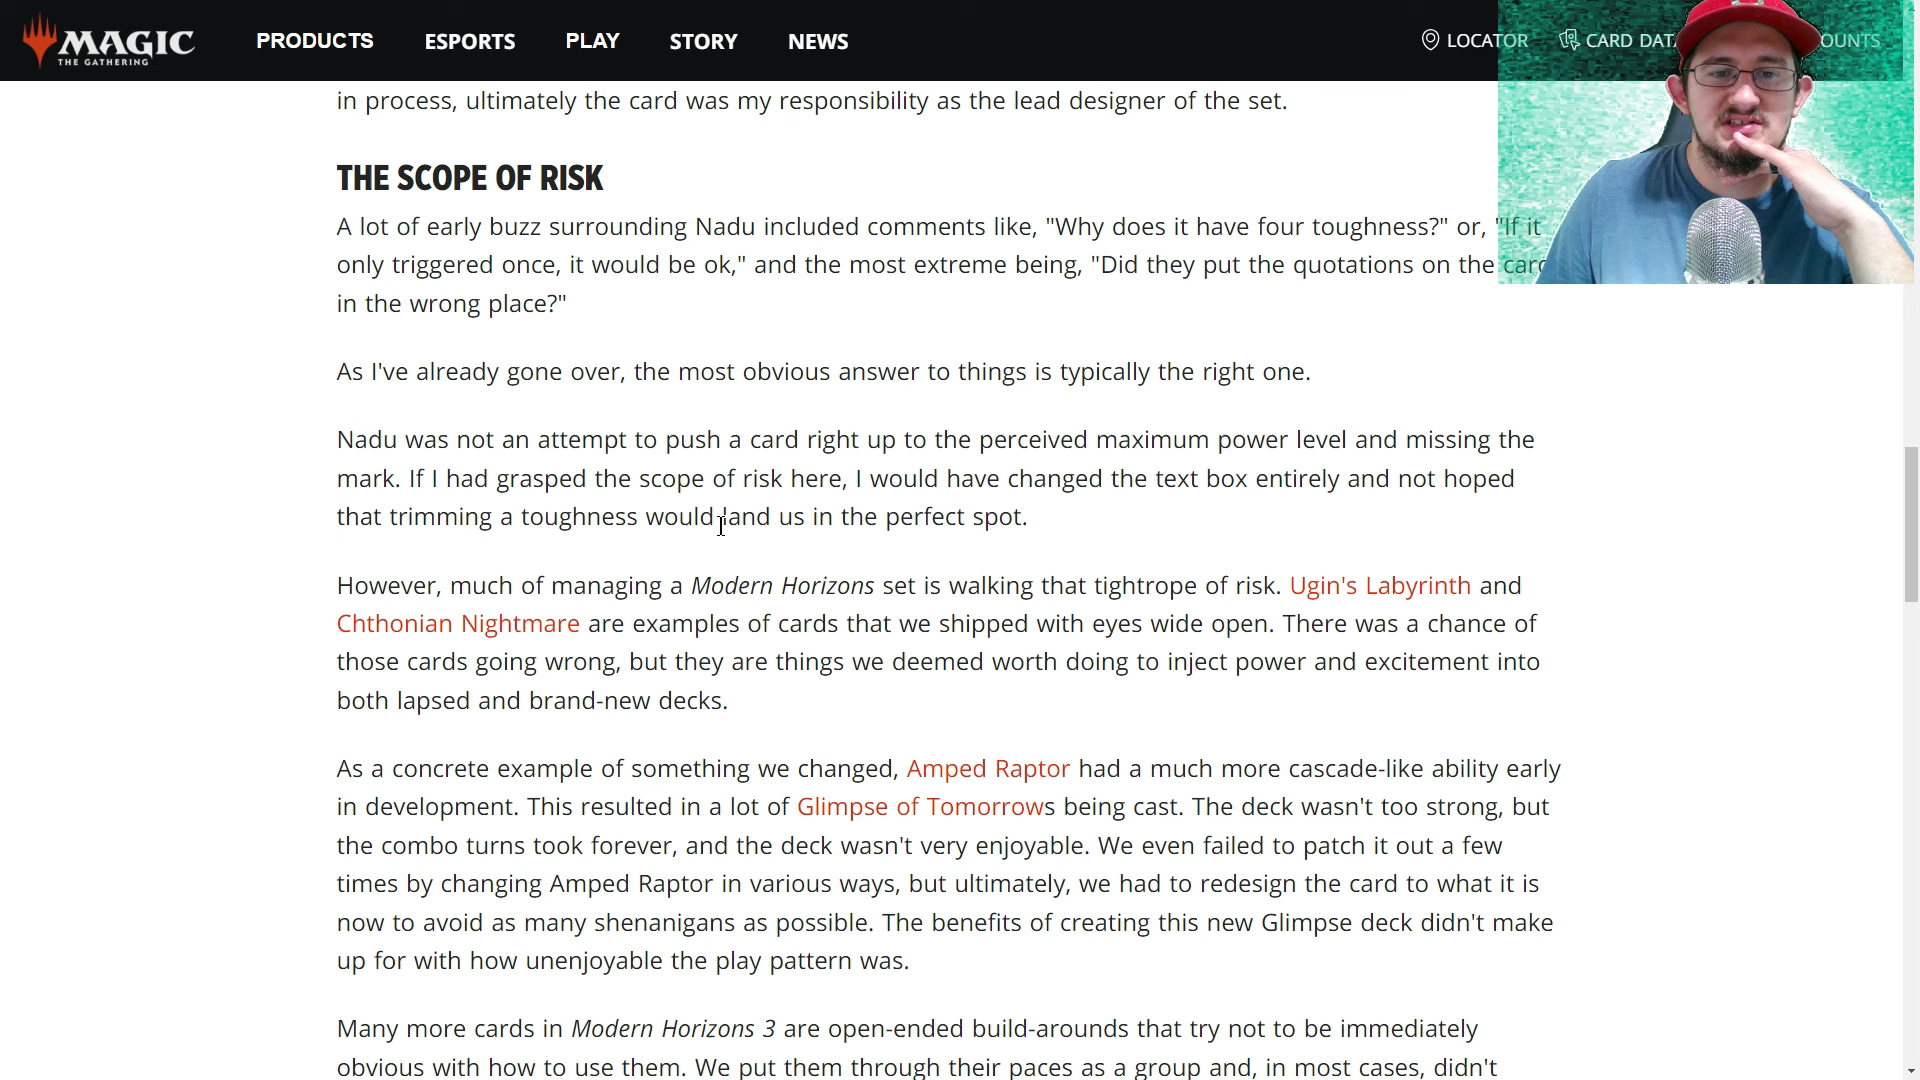 MAGIC
THE GATHERING
PRODUCTS
ESPORTS
PLAY
STORY
NEWS
LOCATOR
CARD DAT
OUNTS
in process, ultimately the card was my responsibility as the lead designer of the set.
THE SCOPE OF RISK
A lot of early buzz surrounding Nadu included comments like, "Why does it have four toughness?" or, "If it
only triggered once, it would be ok," and the most extreme being, "Did they put the quotations on the card
in the wrong place?"
As I've already gone over, the most obvious answer to things is typically the right one.
Nadu was not an attempt to push a card right up to the perceived maximum power level and missing the
mark. If I had grasped the scope of risk here, I would have changed the text box entirely and not hoped
that trimming a toughness would land us in the perfect spot.
However, much of managing a Modern Horizons set is walking that tightrope of risk. Ugin's Labyrinth and
Chthonian Nightmare are examples of cards that we shipped with eyes wide open. There was a chance of
those cards going wrong, but they are things we deemed worth doing to inject power and excitement into
both lapsed and brand-new decks.
As a concrete example of something we changed, Amped Raptor had a much more cascade-like ability early
in development. This resulted in a lot of Glimpse of Tomorrows being cast. The deck wasn't too strong, but
the combo turns took forever, and the deck wasn't very enjoyable. We even failed to patch it out a few
times by changing Amped Raptor in various ways, but ultimately, we had to redesign the card to what it is
now to avoid as many shenanigans as possible. The benefits of creating this new Glimpse deck didn't make
up for with how unenjoyable the play pattern was.
Many more cards in Modern Horizons 3 are open-ended build-arounds that try not to be immediately
obvious with how to use them. We put them through their paces as a group and, in most cases, didn't